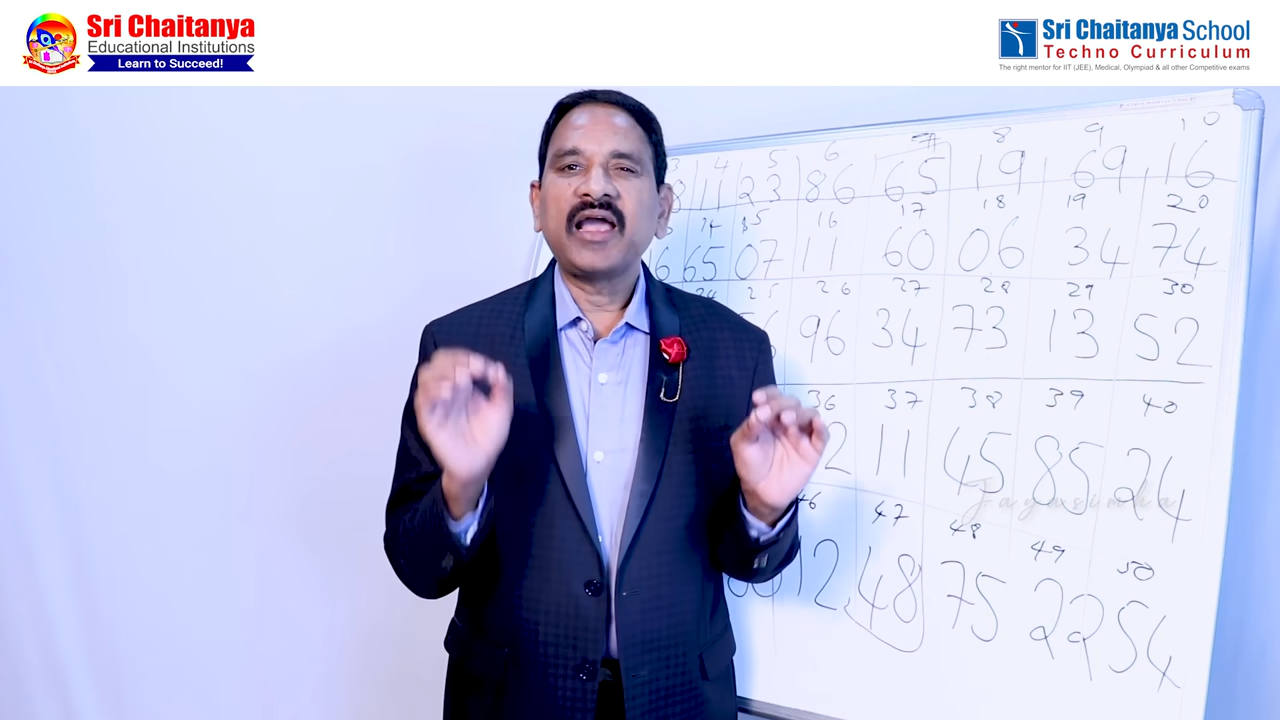 Sri Chaitanya
Educational Institutions
Learn to Succeed!
Sri Chaitanya School
Techno Curriculum
The right mentor for IIT (JEE), Medical, Olympiad & all other Competitive exams
4 5 6 7 8 9 10
11 23 86 65 19 69 16
14 15 16 17 18 19 20
65 07 11 60 06 34 74
24 25 26 27 28 29 30
96 34 73 13 52
36 37 38 39 40
11 45 85 24
Jayasimha
46 47 48 49 50
12 48 75 22 54